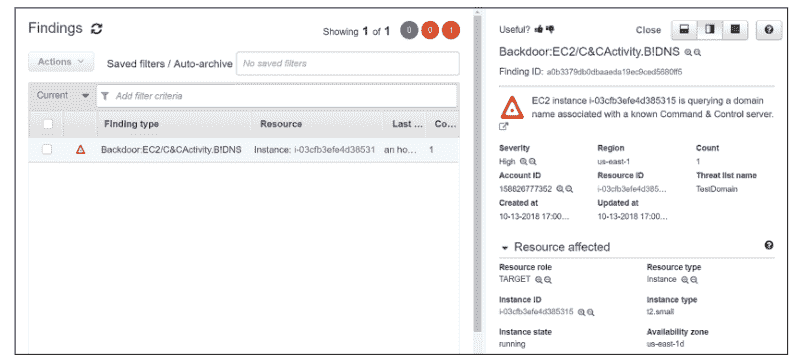 Findings
Showing 1 of 1 0 0 1
Actions
Saved filters / Auto-archive
No saved filters
Current
Add filter criteria
Finding type Resource Last ... Co...
Backdoor:EC2/C&CActivity.B!DNS Instance: i-03cfb3efe4d38531 an ho... 1
Useful? Close
Backdoor:EC2/C&CActivity.B!DNS
Finding ID: a0b3379db0dbaaeda19ec9ced5680ff5
EC2 instance i-03cfb3efe4d385315 is querying a domain
name associated with a known Command & Control server.
Severity Region Count
High us-east-1 1
Account ID Resource ID Threat list name
158826777352 i-03cfb3efe4d385... TestDomain
Created at Updated at
10-13-2018 17:00... 10-13-2018 17:00...
Resource affected
Resource role Resource type
TARGET Instance
Instance ID Instance type
i-03cfb3efe4d385315 t2.small
Instance state Availability zone
running us-east-1d